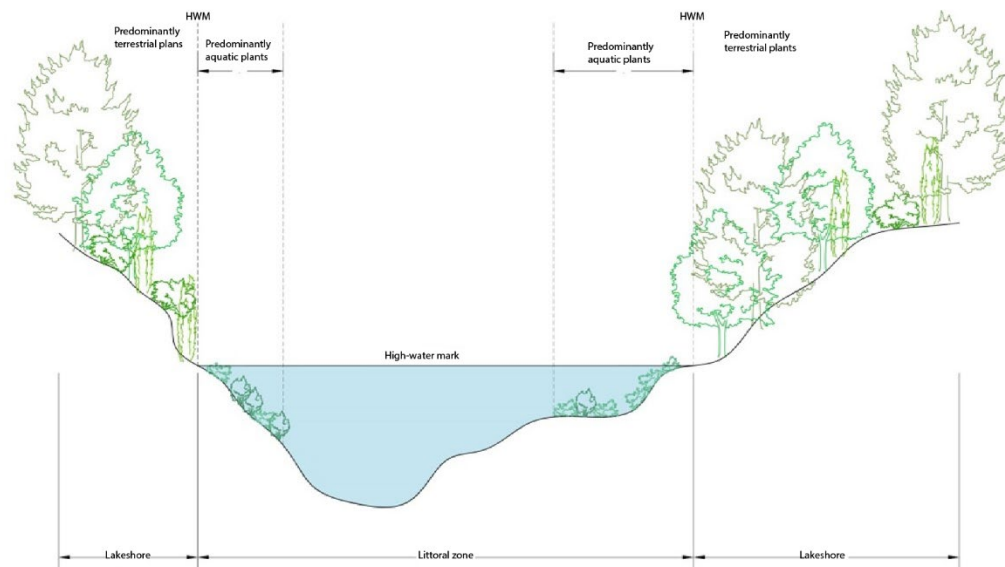 HWM
HWM
Predominantly
terrestrial plans
Predominantly
aquatic plants
Predominantly
aquatic plants
Predominantly
terrestrial plants
High-water mark
Lakeshore
Littoral zone
Lakeshore